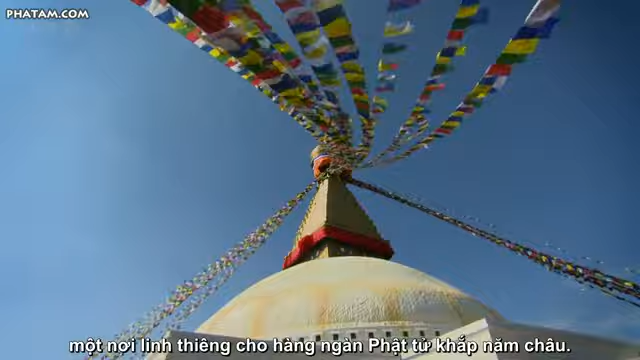 PHATAM.COM
một nơi linh thiêng cho hàng ngàn Phật tử khắp năm châu.